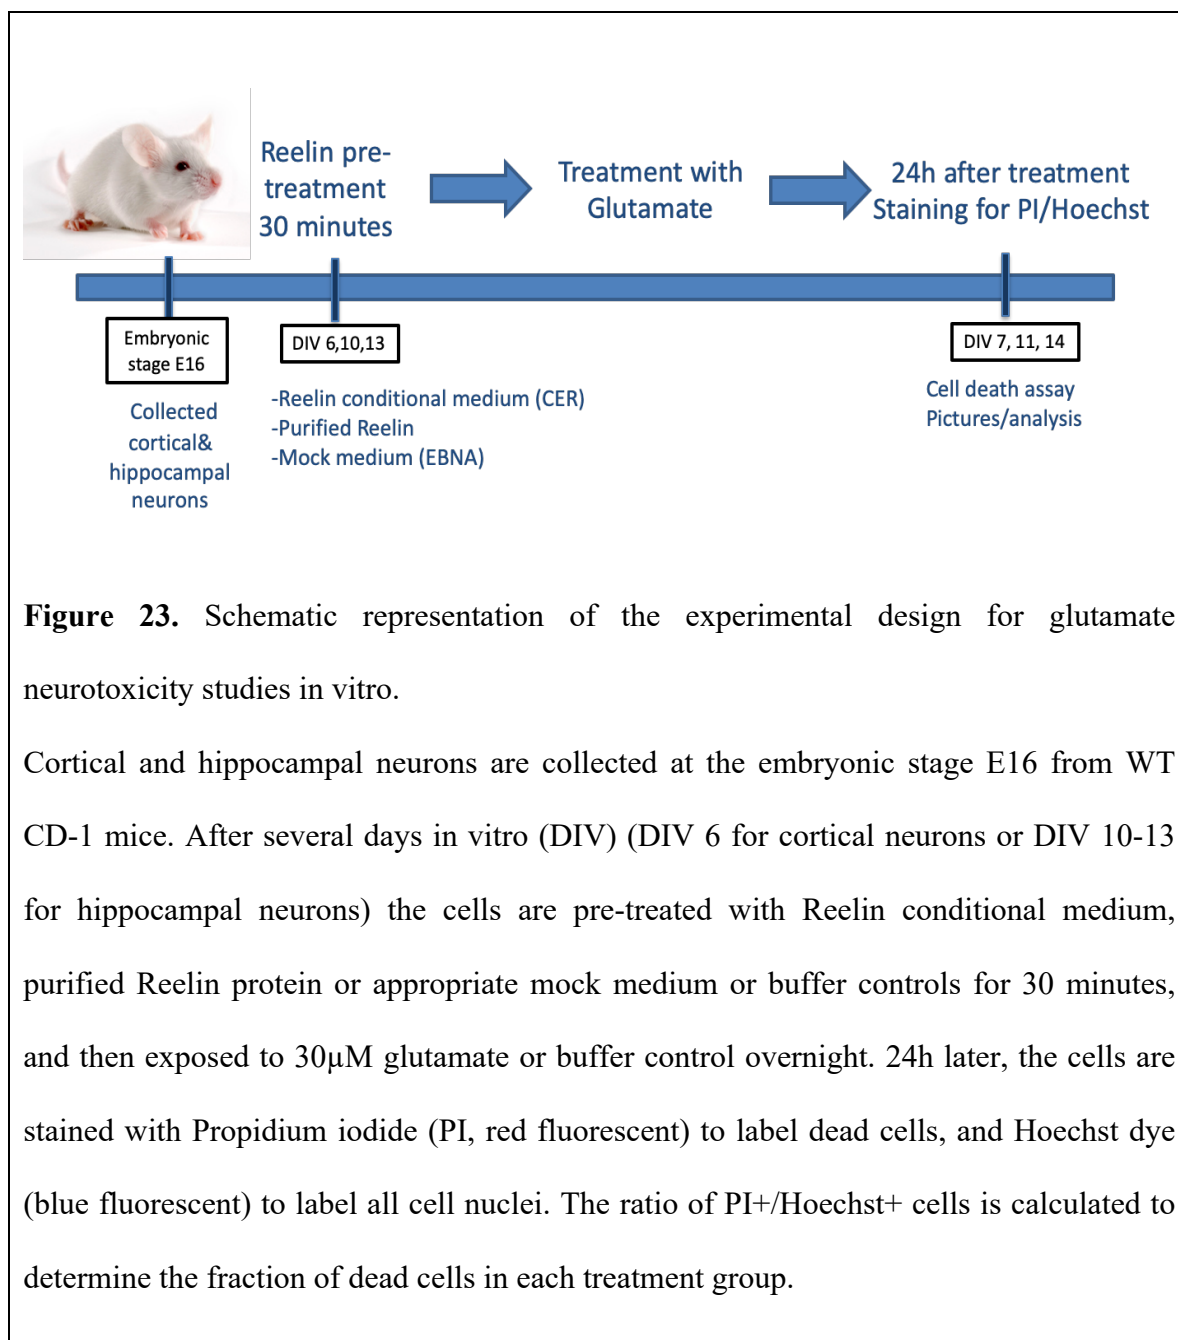 Reelin pre-
treatment
30 minutes
Treatment with
Glutamate
24h after treatment
Staining for PI/Hoechst
Embryonic
stage E16
DIV 6,10,13
DIV 7, 11, 14
Collected
cortical&
hippocampal
neurons
-Reelin conditional medium (CER)
-Purified Reelin
-Mock medium (EBNA)
Cell death assay
Pictures/analysis
Figure 23. Schematic representation of the experimental design for glutamate
neurotoxicity studies in vitro.
Cortical and hippocampal neurons are collected at the embryonic stage E16 from WT
CD-1 mice. After several days in vitro (DIV) (DIV 6 for cortical neurons or DIV 10-13
for hippocampal neurons) the cells are pre-treated with Reelin conditional medium,
purified Reelin protein or appropriate mock medium or buffer controls for 30 minutes,
and then exposed to 30µM glutamate or buffer control overnight. 24h later, the cells are
stained with Propidium iodide (PI, red fluorescent) to label dead cells, and Hoechst dye
(blue fluorescent) to label all cell nuclei. The ratio of PI+/Hoechst+ cells is calculated to
determine the fraction of dead cells in each treatment group.